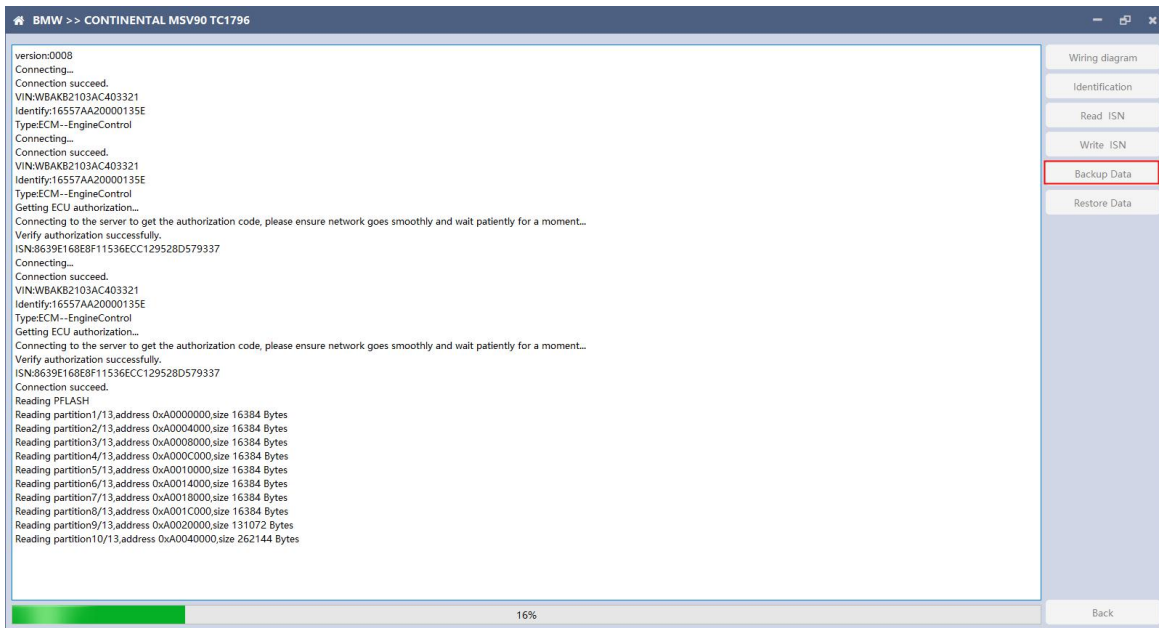 BMW >> CONTINENTAL MSV90 TC1796
version:0008
Connecting...
Connection succeed.
VIN:WBAKB2103AC403321
Identify:16557AA20000135E
Type:ECM--EngineControl
Connecting...
Connection succeed.
VIN:WBAKB2103AC403321
Identify:16557AA20000135E
Type:ECM--EngineControl
Getting ECU authorization...
Connecting to the server to get the authorization code, please ensure network goes smoothly and wait patiently for a moment...
Verify authorization successfully.
ISN:8639E168E8F11536ECC129528D579337
Connecting...
Connection succeed.
VIN:WBAKB2103AC403321
Identify:16557AA20000135E
Type:ECM--EngineControl
Getting ECU authorization...
Connecting to the server to get the authorization code, please ensure network goes smoothly and wait patiently for a moment...
Verify authorization successfully.
ISN:8639E168E8F11536ECC129528D579337
Connection succeed.
Reading PFLASH
Reading partition1/13,address 0xA0000000,size 16384 Bytes
Reading partition2/13,address 0xA0004000,size 16384 Bytes
Reading partition3/13,address 0xA0008000,size 16384 Bytes
Reading partition4/13,address 0xA000C000,size 16384 Bytes
Reading partition5/13,address 0xA0010000,size 16384 Bytes
Reading partition6/13,address 0xA0014000,size 16384 Bytes
Reading partition7/13,address 0xA0018000,size 16384 Bytes
Reading partition8/13,address 0xA001C000,size 16384 Bytes
Reading partition9/13,address 0xA0020000,size 131072 Bytes
Reading partition10/13,address 0xA0040000,size 262144 Bytes
16%
Wiring diagram
Identification
Read ISN
Write ISN
Backup Data
Restore Data
Back